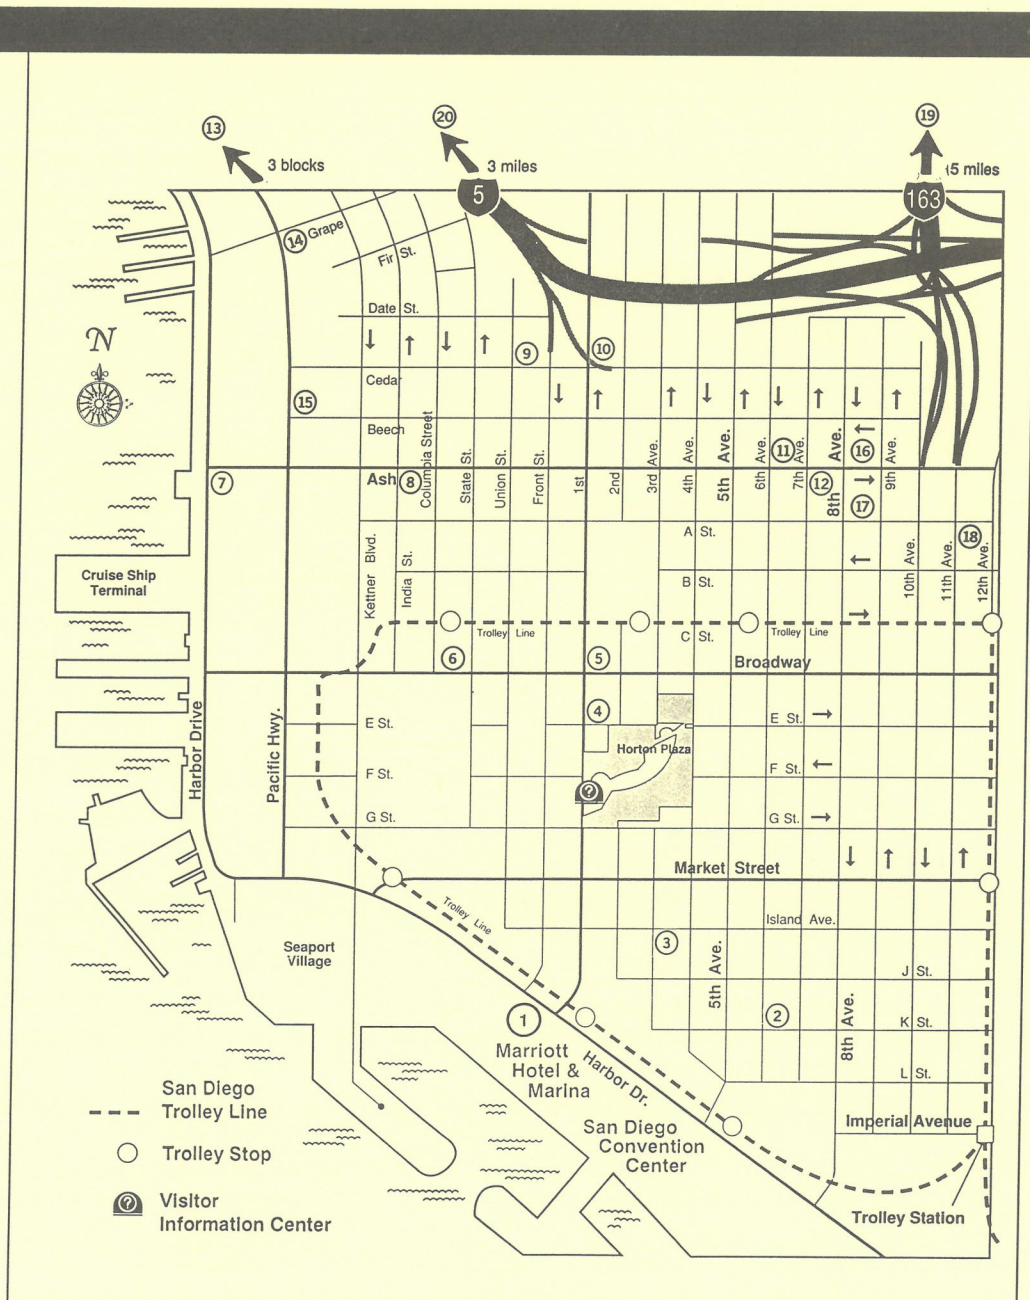 13
3 blocks
20
3 miles
19
15 miles
5
163
14
Grape
Fir St.
Date St.
N
9
10
Cedar
15
Beech
Columbia Street
State St.
Union St.
Front St.
1st
2nd
3rd Ave.
4th Ave.
5th Ave.
6th Ave.
11
7th Ave.
12
8th Ave.
16
9th Ave.
7
Ash
8
17
A St.
18
Kettner Blvd.
India St.
10th Ave.
11th Ave.
12th Ave.
Cruise Ship
Terminal
B St.
Trolley Line
C St.
Trolley Line
6
5
Broadway
Harbor Drive
Pacific Hwy.
4
E St.
E St.
Horton Plaza
F St.
F St.
?
G St.
G St.
Market Street
Trolley Line
Island Ave.
Seaport
Village
3
5th Ave.
J St.
2
8th Ave.
K St.
1
Marriott
Hotel &
Marina
Harbor Dr.
L St.
San Diego
Trolley Line
Imperial Avenue
San Diego
Convention
Center
Trolley Stop
?
Visitor
Information Center
Trolley Station